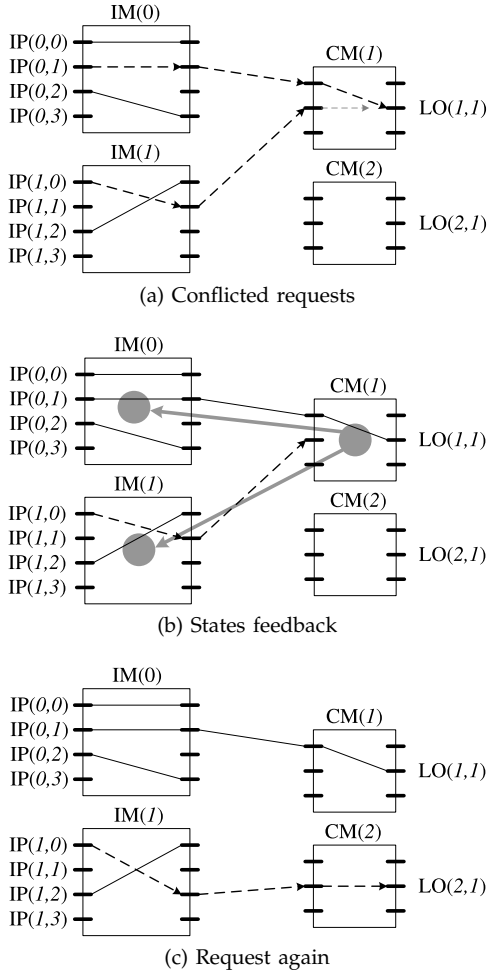 IM(0)
IP(0,0)
IP(0,1)
IP(0,2)
IP(0,3)
CM(1)
LO(1,1)
IM(1)
IP(1,0)
IP(1,1)
IP(1,2)
IP(1,3)
CM(2)
LO(2,1)
(a) Conflicted requests
IM(0)
IP(0,0)
IP(0,1)
IP(0,2)
IP(0,3)
CM(1)
LO(1,1)
IM(1)
IP(1,0)
IP(1,1)
IP(1,2)
IP(1,3)
CM(2)
LO(2,1)
(b) States feedback
IM(0)
IP(0,0)
IP(0,1)
IP(0,2)
IP(0,3)
CM(1)
LO(1,1)
IM(1)
IP(1,0)
IP(1,1)
IP(1,2)
IP(1,3)
CM(2)
LO(2,1)
(c) Request again